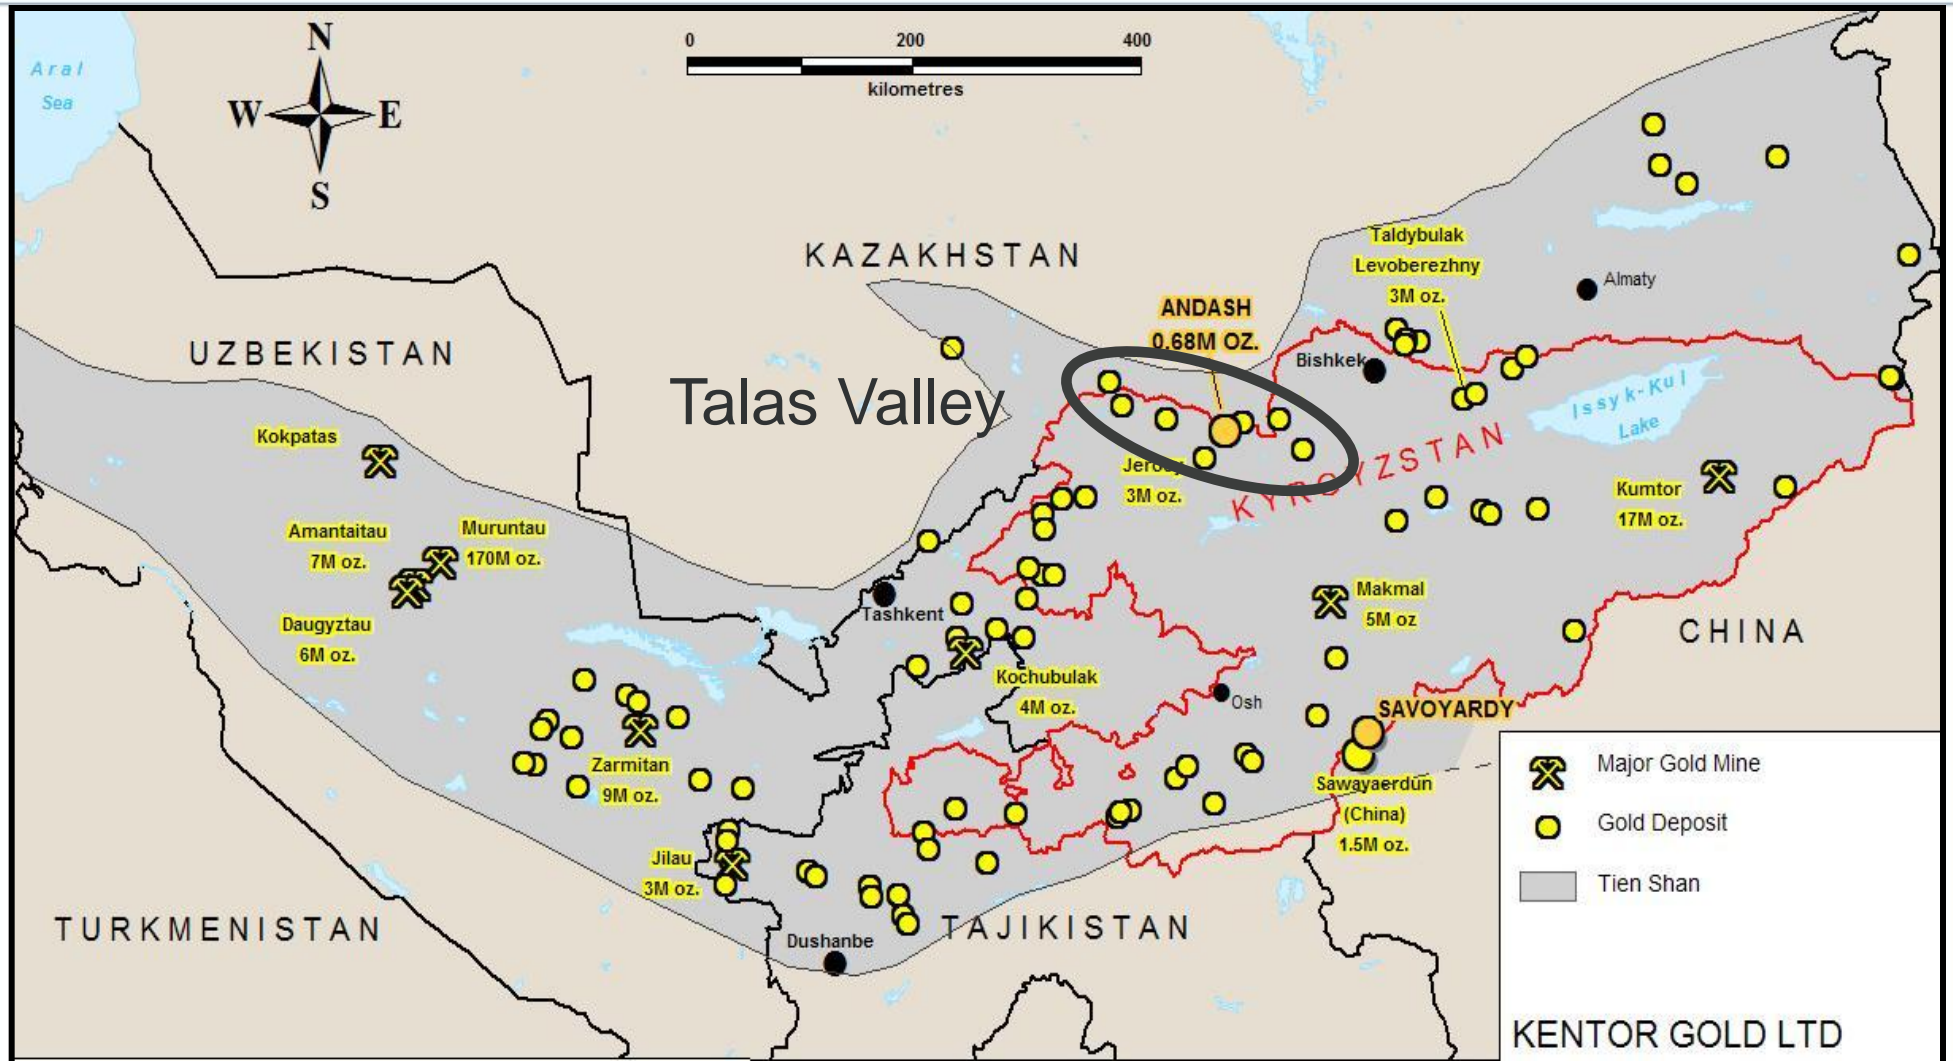 N
W
E
S
0
200
400
kilometres
Aral
Sea
KAZAKHSTAN
UZBEKISTAN
Talas Valley
ANDASH
0.68M OZ.
Taldybulak
Levoberezhny
3M oz.
Almaty
Bishkek
Issyk-Kul
Lake
KYRGYZSTAN
Kokpatas
Jerooy
3M oz.
Kumtor
17M oz.
Amantaitau
7M oz.
Muruntau
170M oz.
Daugyztau
6M oz.
Tashkent
Makmal
5M oz
CHINA
Kochubulak
4M oz.
Osh
SAVOYARDY
Zarmitan
9M oz.
Sawayaerdun
(China)
1.5M oz.
Jilau
3M oz.
TURKMENISTAN
Dushanbe
TAJIKISTAN
Major Gold Mine
Gold Deposit
Tien Shan
KENTOR GOLD LTD